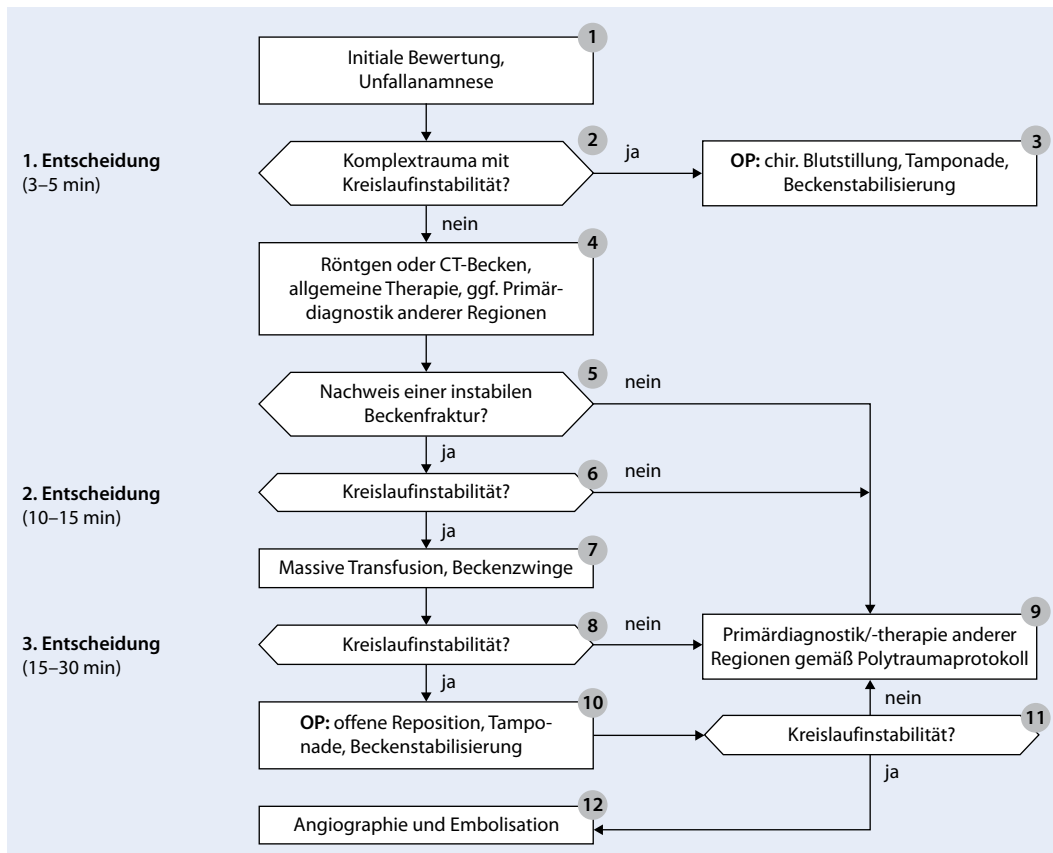 1
Initiale Bewertung,
Unfallanamnese
1. Entscheidung
(3–5 min)
2
Komplextrauma mit
Kreislaufinstabilität?
ja
3
OP: chir. Blutstillung, Tamponade,
Beckenstabilisierung
nein
4
Röntgen oder CT-Becken,
allgemeine Therapie, ggf. Primär-
diagnostik anderer Regionen
5
Nachweis einer instabilen
Beckenfraktur?
nein
ja
2. Entscheidung
(10–15 min)
6
Kreislaufinstabilität?
nein
ja
7
Massive Transfusion, Beckenzwinge
3. Entscheidung
(15–30 min)
8
Kreislaufinstabilität?
nein
9
Primärdiagnostik/-therapie anderer
Regionen gemäß Polytraumaprotokoll
ja
10
OP: offene Reposition, Tampo-
nade, Beckenstabilisierung
nein
11
Kreislaufinstabilität?
ja
12
Angiographie und Embolisation